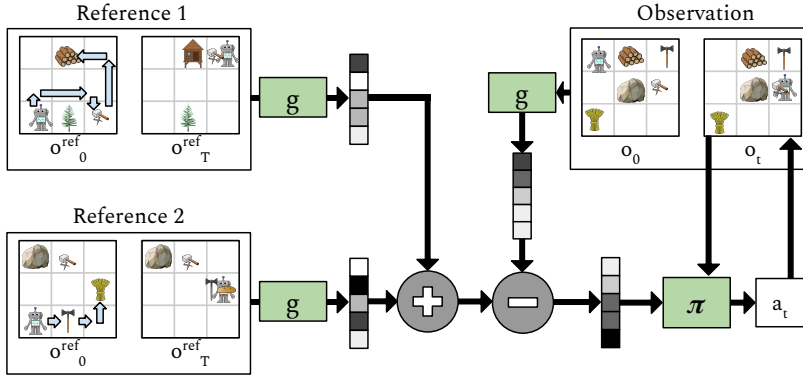 Reference 1
Observation
g
g
o^ref_0
o^ref_T
o_0
o_t
Reference 2
g
π
a_t
o^ref_0
o^ref_T